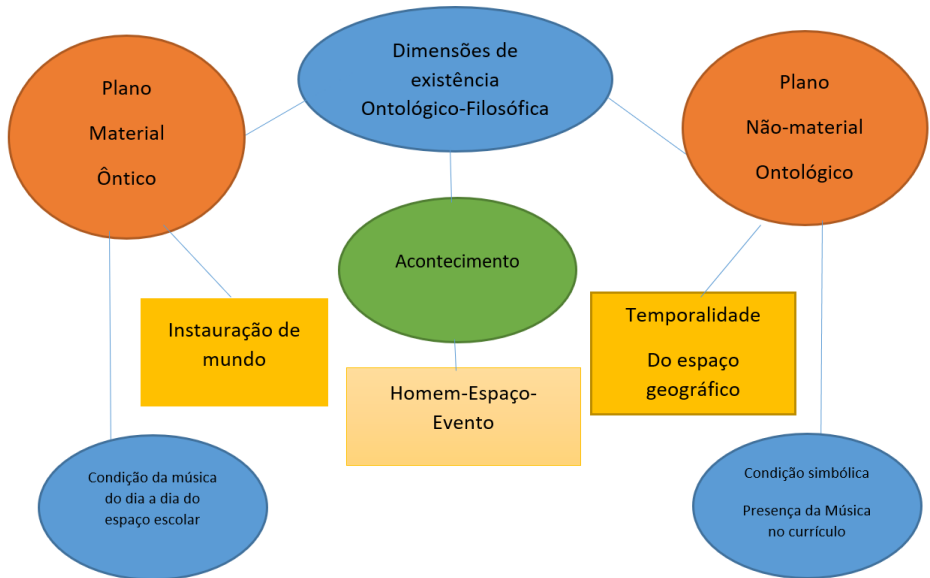 Dimensões de
existência
Ontológico-Filosófica
Plano
Material
Ôntico
Plano
Não-material
Ontológico
Acontecimento
Instauração de
mundo
Temporalidade
Do espaço
geográfico
Homem-Espaço-
Evento
Condição da música
do dia a dia do
espaço escolar
Condição simbólica
Presença da Música
no currículo